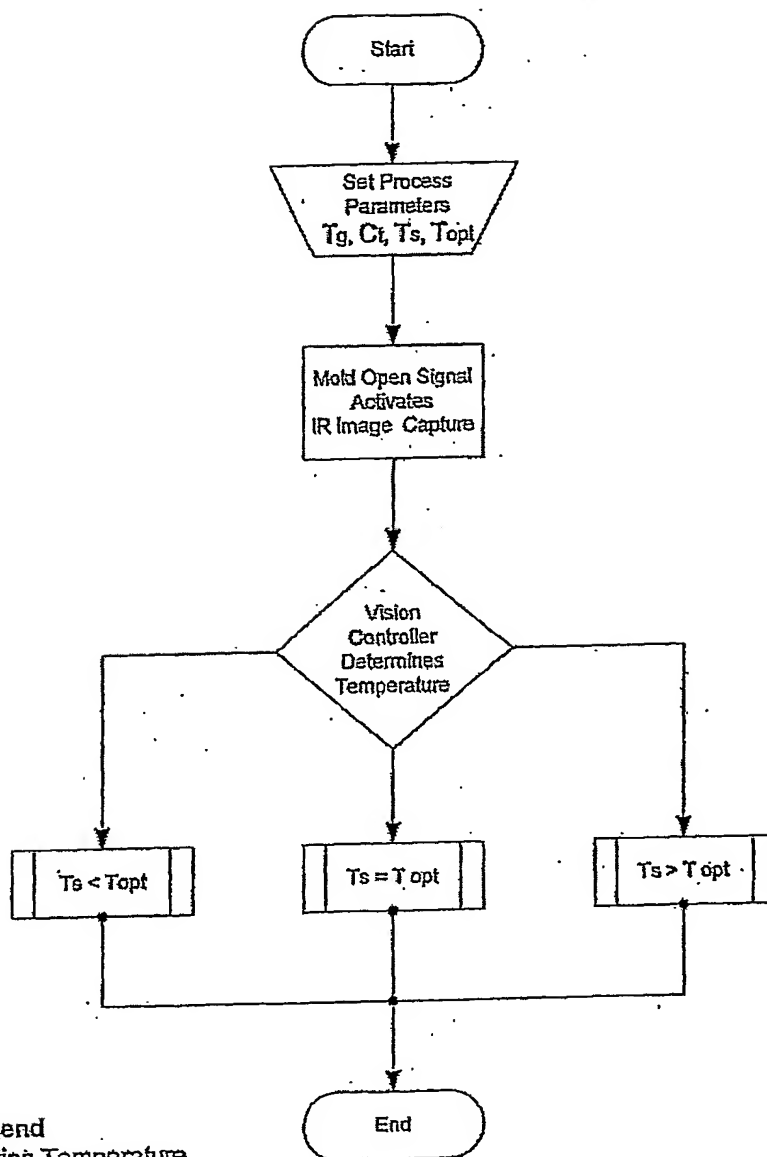 Start
Set Process
Parameters
Tg, Ct, Ts, Topt
Mold Open Signal
Activates
IR Image Capture
Vision
Controller
Determines
Temperature
Ts < Topt
Ts = T opt
Ts > T opt
End
end
Temperature